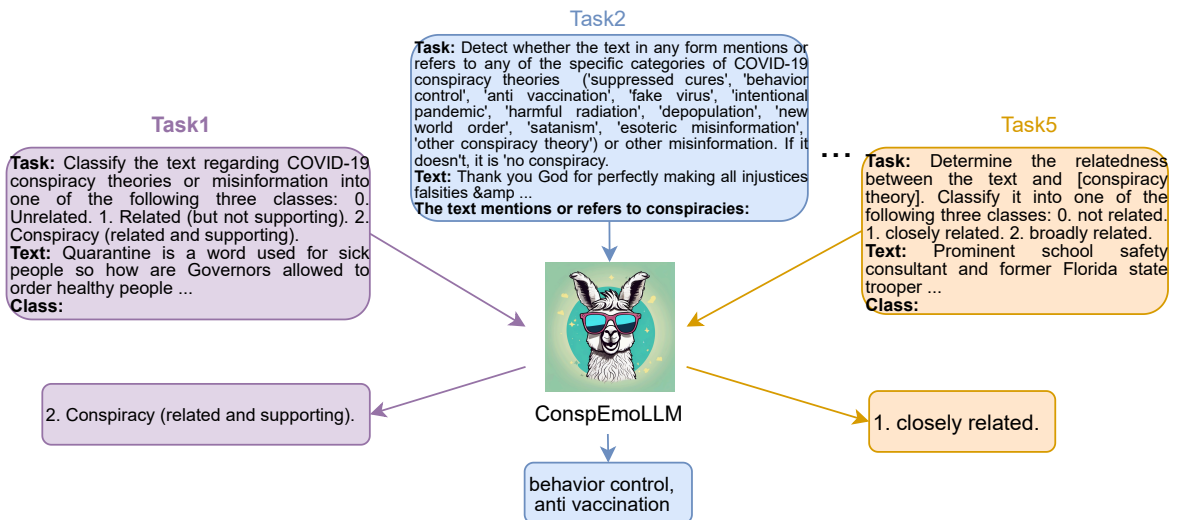 Task2
Task: Detect whether the text in any form mentions or
refers to any of the specific categories of COVID-19
conspiracy theories ('suppressed cures', 'behavior
control', 'anti vaccination', 'fake virus', 'intentional
pandemic', 'harmful radiation', 'depopulation', 'new
world order', 'satanism', 'esoteric misinformation',
'other conspiracy theory') or other misinformation. If it
doesn't, it is 'no conspiracy.
Text: Thank you God for perfectly making all injustices
falsities &amp ...
The text mentions or refers to conspiracies:
Task1
Task: Classify the text regarding COVID-19
conspiracy theories or misinformation into
one of the following three classes: 0.
Unrelated. 1. Related (but not supporting). 2.
Conspiracy (related and supporting).
Text: Quarantine is a word used for sick
people so how are Governors allowed to
order healthy people ...
Class:
...
Task5
Task: Determine the relatedness
between the text and [conspiracy
theory]. Classify it into one of the
following three classes: 0. not related.
1. closely related. 2. broadly related.
Text: Prominent school safety
consultant and former Florida state
trooper ...
Class:
ConspEmoLLM
2. Conspiracy (related and supporting).
behavior control,
anti vaccination
1. closely related.